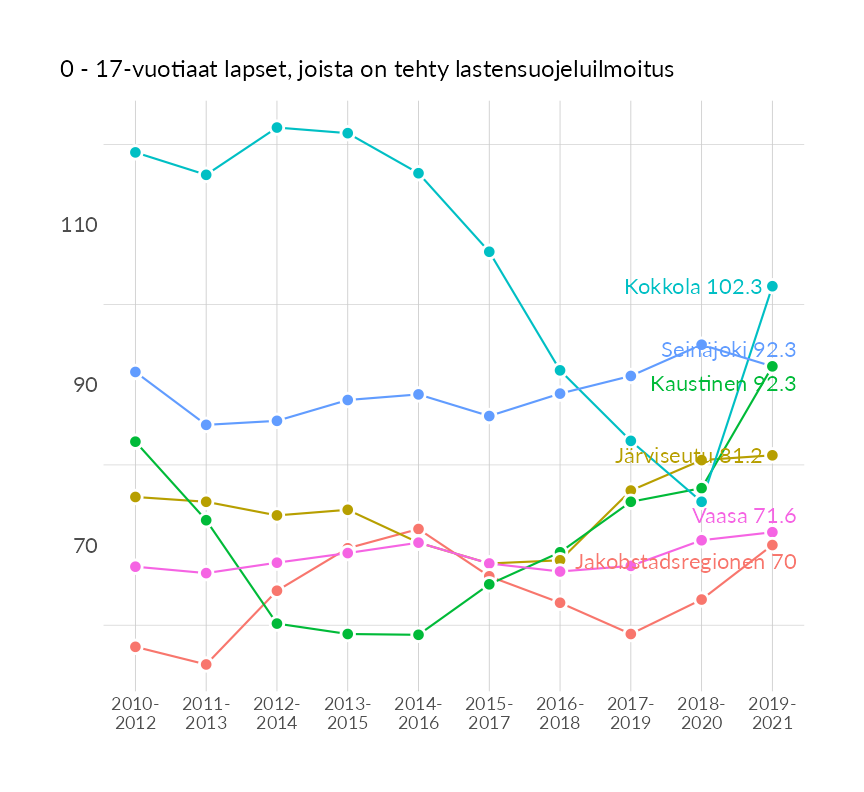 0 - 17-vuotiaat lapset, joista on tehty lastensuojeluilmoitus
110
90
70
Kokkola 102.3
Seinäjoki 92.3
Kaustinen 92.3
Järviseutu 81.2
Vaasa 71.6
Jakobstadsregionen 70
2010- 2011- 2012- 2013- 2014- 2015- 2016- 2017- 2018- 2019-
2012 2013 2014 2015 2016 2017 2018 2019 2020 2021